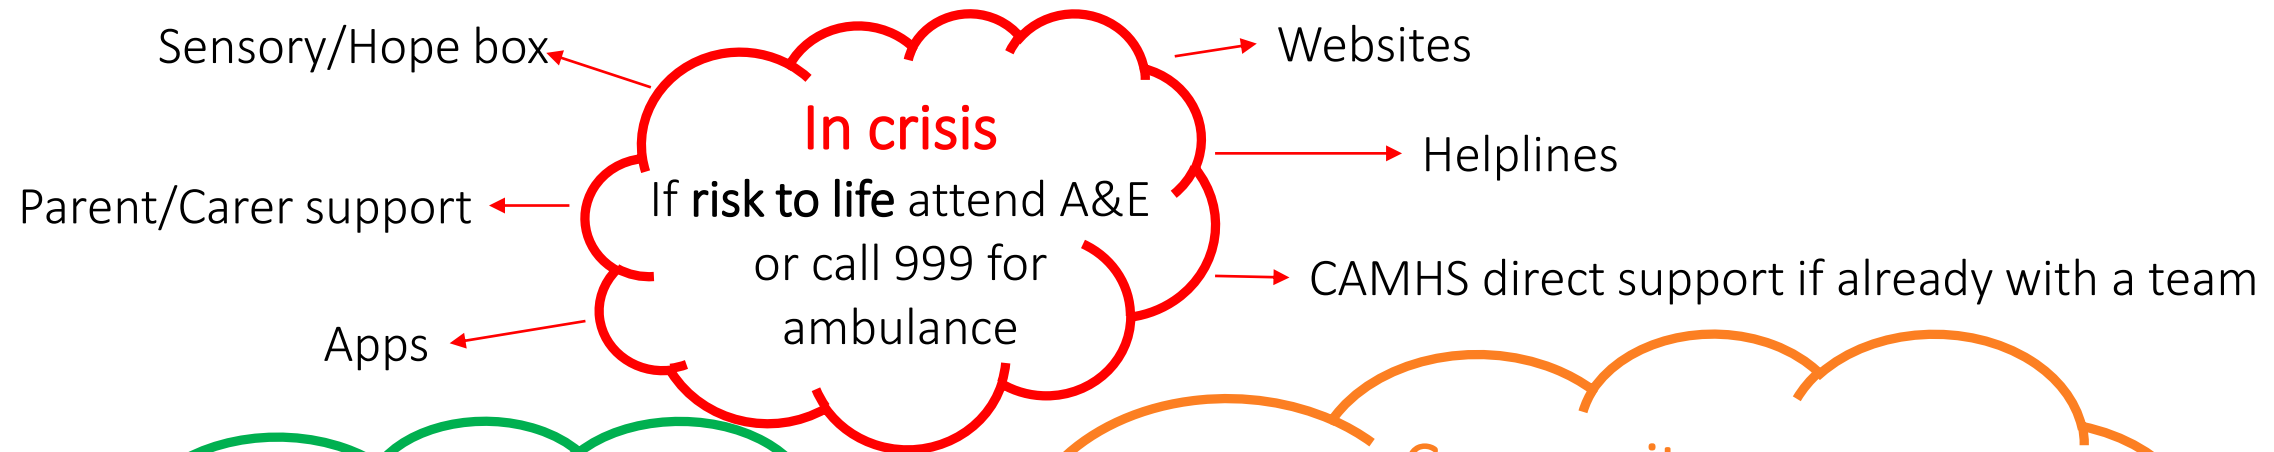 Sensory/Hope box
Websites
In crisis
Helplines
If risk to life attend A&E
Parent/Carer support
or call 999 for
CAMHS direct support if already with a team
ambulance
Apps